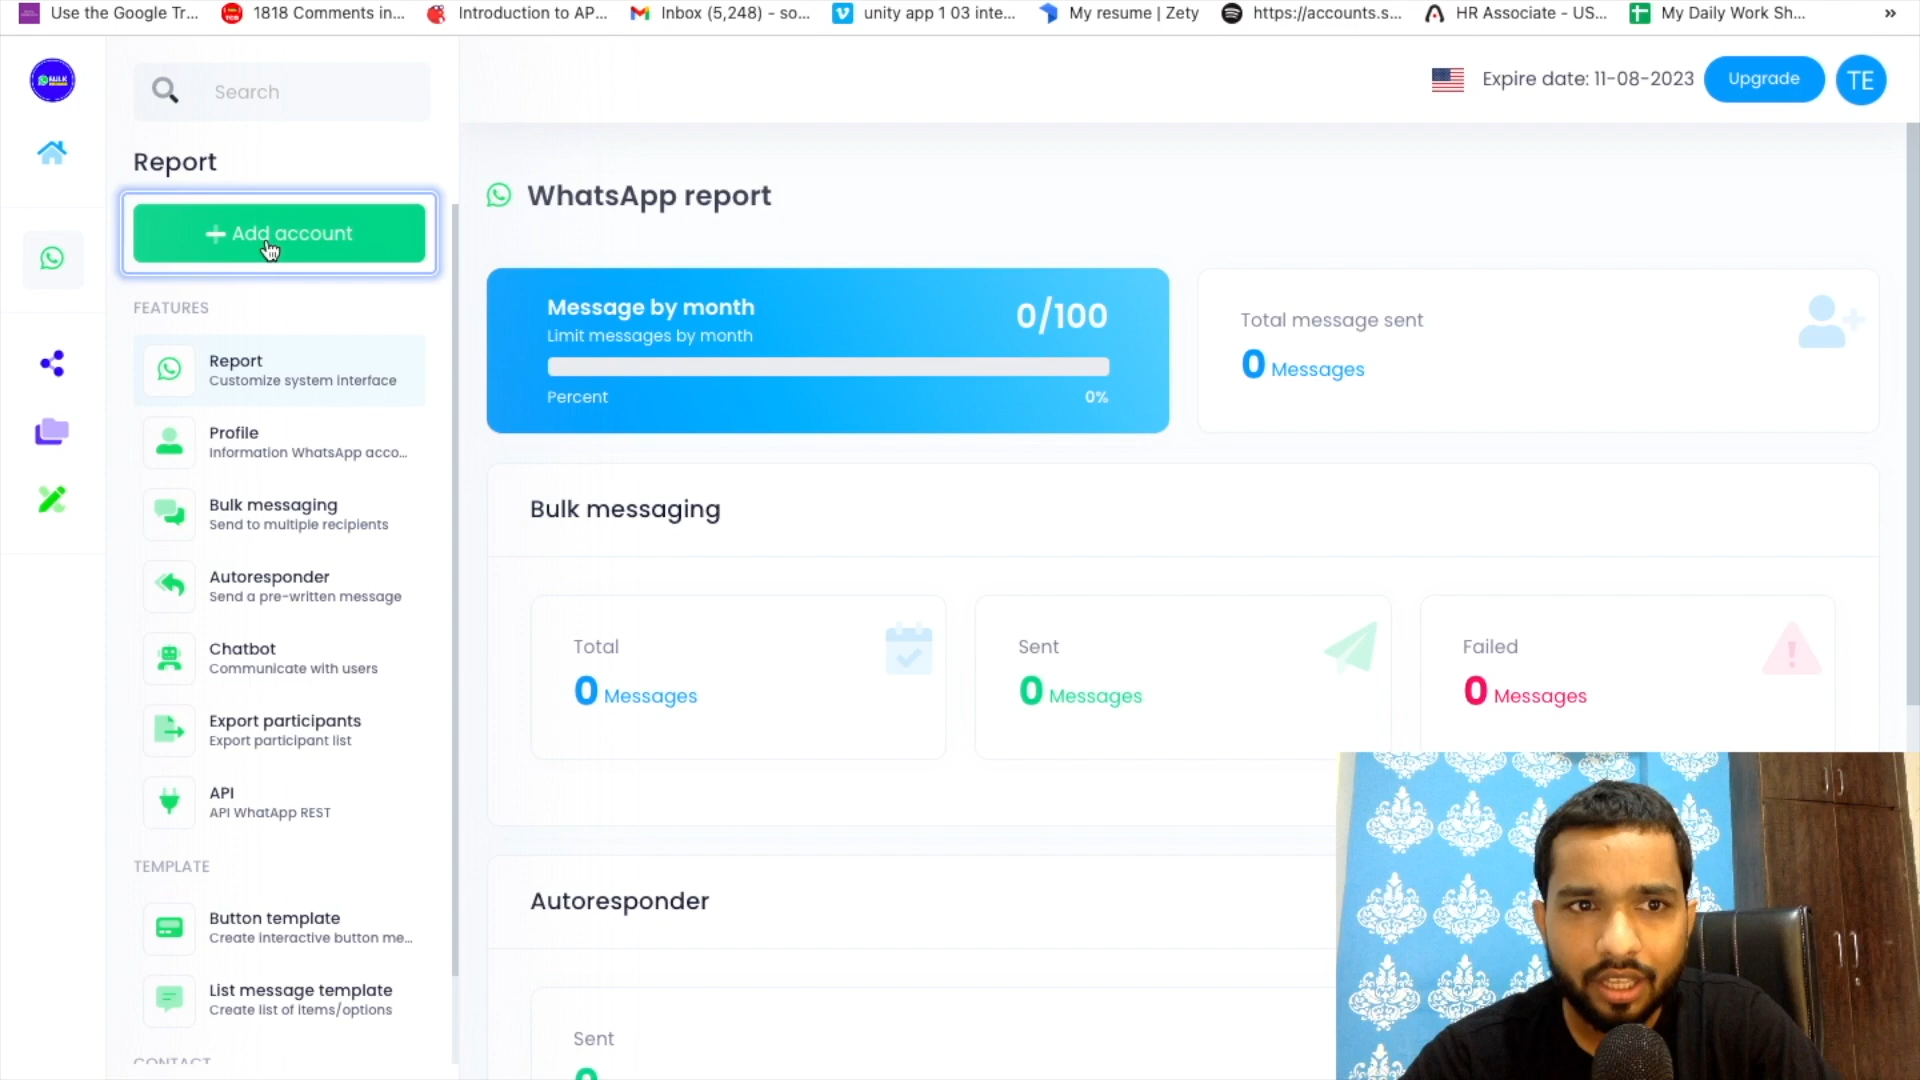 Use the Google Tr...
1818 Comments in...
Introduction to AP...
Inbox (5,248) - so...
unity app 1 03 inte...
My resume | Zety
https://accounts.s...
HR Associate - US...
My Daily Work Sh...
»
BULK
Search
Expire date: 11-08-2023
Upgrade
TE
Report
+ Add account
FEATURES
Report
Customize system interface
Profile
Information WhatsApp acco...
Bulk messaging
Send to multiple recipients
Autoresponder
Send a pre-written message
Chatbot
Communicate with users
Export participants
Export participant list
API
API WhatApp REST
TEMPLATE
Button template
Create interactive button me...
List message template
Create list of items/options
CONTACT
WhatsApp report
Message by month
0/100
Limit messages by month
Percent
0%
Total message sent
0 Messages
Bulk messaging
Total
0 Messages
Sent
0 Messages
Failed
0 Messages
Autoresponder
Sent
0